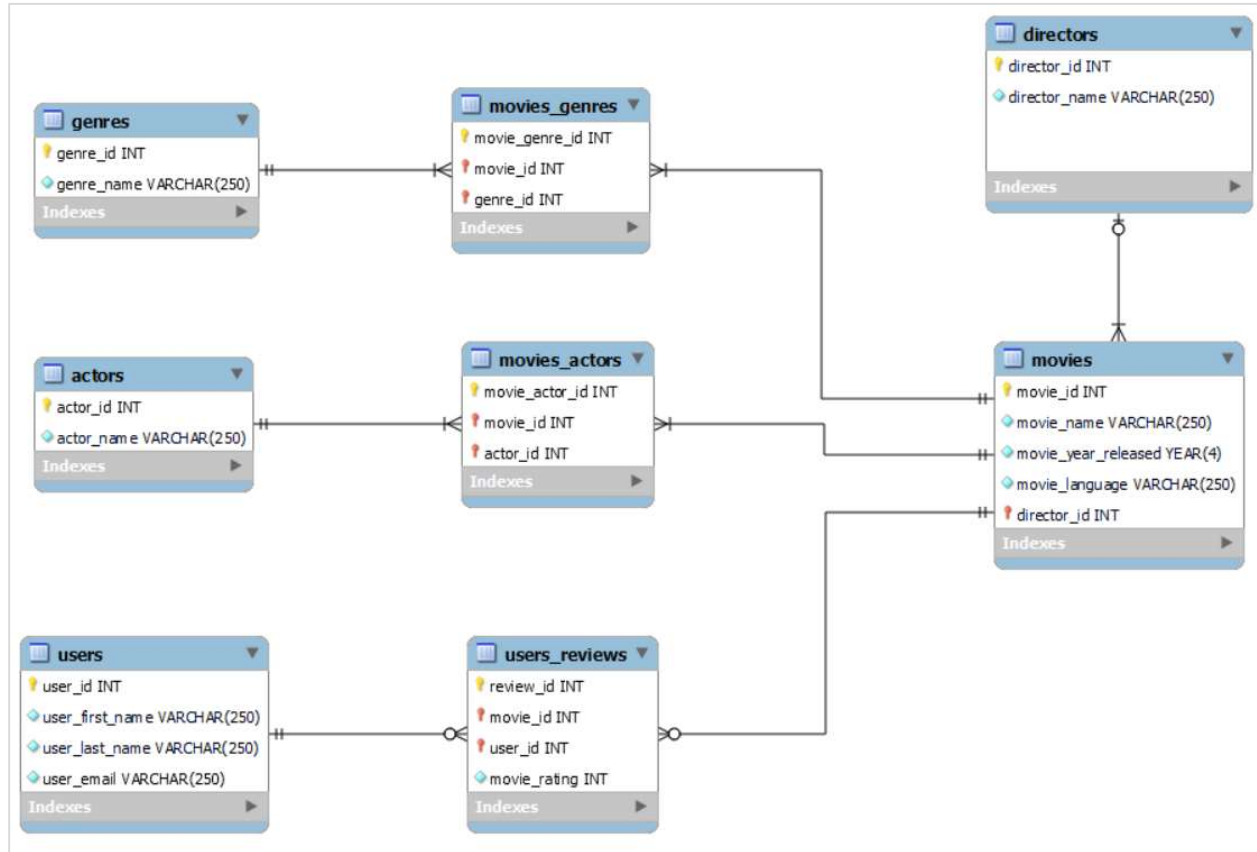 directors
director_id INT
director_name VARCHAR(250)
Indexes
genres
genre_id INT
genre_name VARCHAR(250)
Indexes
movies_genres
movie_genre_id INT
movie_id INT
genre_id INT
Indexes
actors
actor_id INT
actor_name VARCHAR(250)
Indexes
movies_actors
movie_actor_id INT
movie_id INT
actor_id INT
Indexes
movies
movie_id INT
movie_name VARCHAR(250)
movie_year_released YEAR(4)
movie_language VARCHAR(250)
director_id INT
Indexes
users
user_id INT
user_first_name VARCHAR(250)
user_last_name VARCHAR(250)
user_email VARCHAR(250)
Indexes
users_reviews
review_id INT
movie_id INT
user_id INT
movie_rating INT
Indexes